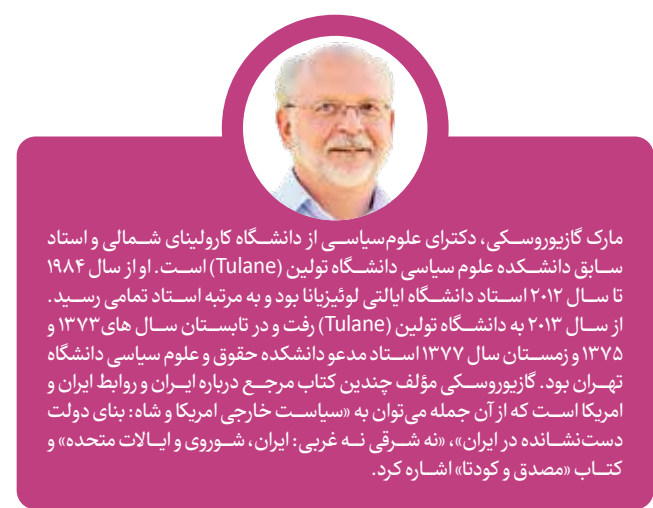 مارک گازیوروسکی، دکترای علوم‌سیاسی از دانشگاه کارولینای شمالی و استاد
سابق دانشکده علوم سیاسی دانشگاه تولین (Tulane) است. او از سال ۱۹۸۴
تا سال ۲۰۱۲ استاد دانشگاه ایالتی لوئیزیانا بود و به مرتبه استاد تمامی رسید.
از سال ۲۰۱۳ به دانشگاه تولین (Tulane) رفت و در تابستان سال های۱۳۷۳ و
۱۳۷۵ و زمستان سال ۱۳۷۷ استاد مدعو دانشکده حقوق و علوم سیاسی دانشگاه
تهران بود. گازیوروسکی مؤلف چندین کتاب مرجع درباره ایران و روابط ایران و
امریکا است که از آن جمله می‌توان به «سیاست خارجی امریکا و شاه: بنای دولت
دست‌نشانده در ایران»، «نه شرقی نه غربی: ایران، شوروی و ایالات متحده» و
کتاب «مصدق و کودتا» اشاره کرد.